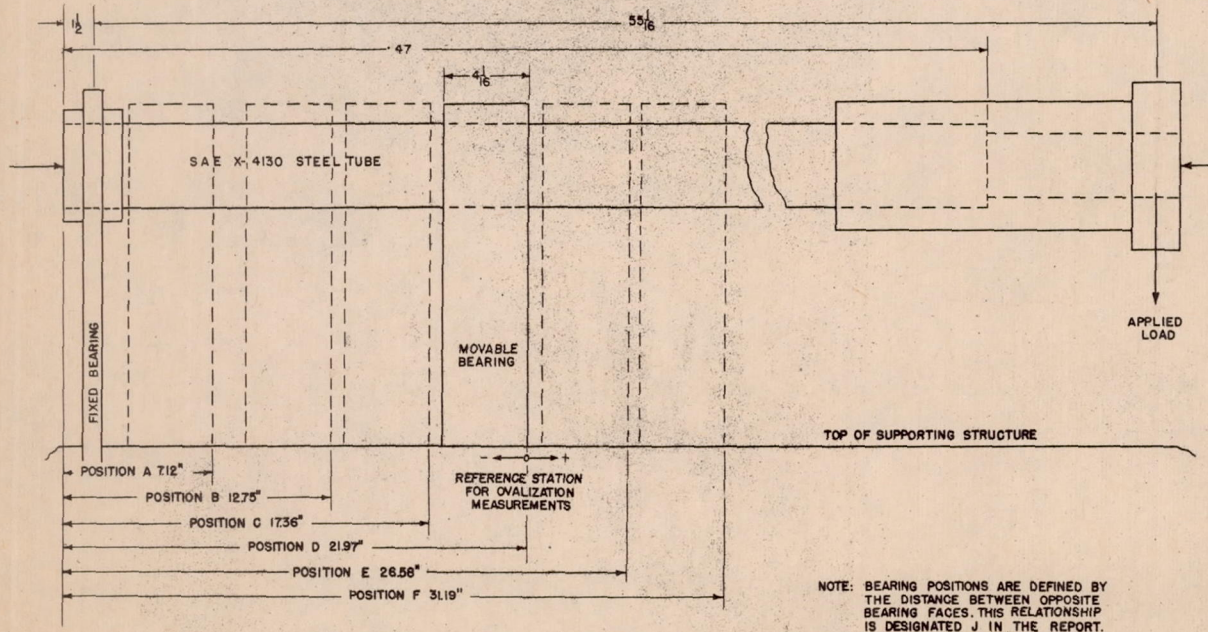 1 1/2
55 1/16
47
4 1/16
SAE X-4130 STEEL TUBE
FIXED BEARING
MOVABLE
BEARING
APPLIED
LOAD
TOP OF SUPPORTING STRUCTURE
- 0 +
REFERENCE STATION
FOR OVALIZATION
MEASUREMENTS
POSITION A 7.12"
POSITION B 12.75"
POSITION C 17.36"
POSITION D 21.97"
POSITION E 26.58"
POSITION F 31.19"
NOTE: BEARING POSITIONS ARE DEFINED BY
THE DISTANCE BETWEEN OPPOSITE
BEARING FACES. THIS RELATIONSHIP
IS DESIGNATED J IN THE REPORT.